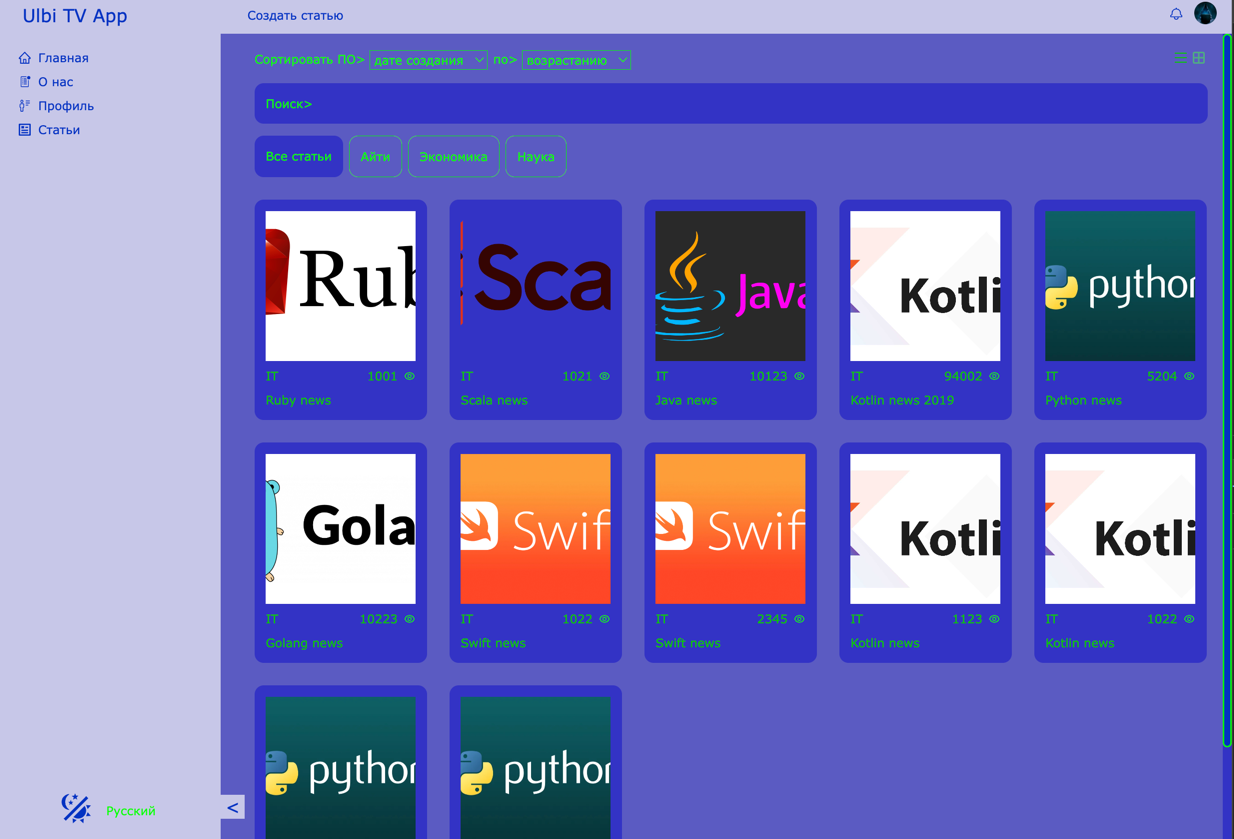 Ulbi TV App
Создать статью
Главная
О нас
Профиль
Статьи
Сортировать ПО> дате создания по> возрастанию
Поиск>
Все статьи Айти Экономика Наука
Rub Sca Java Kotli python
IT 1001 IT 1021 IT 10123 IT 94002 IT 5204
Ruby news Scala news Java news Kotlin news 2019 Python news
Gola Swif Swif Kotli Kotli
IT 10223 IT 1022 IT 2345 IT 1123 IT 1022
Golang news Swift news Swift news Kotlin news Kotlin news
python python
Русский <